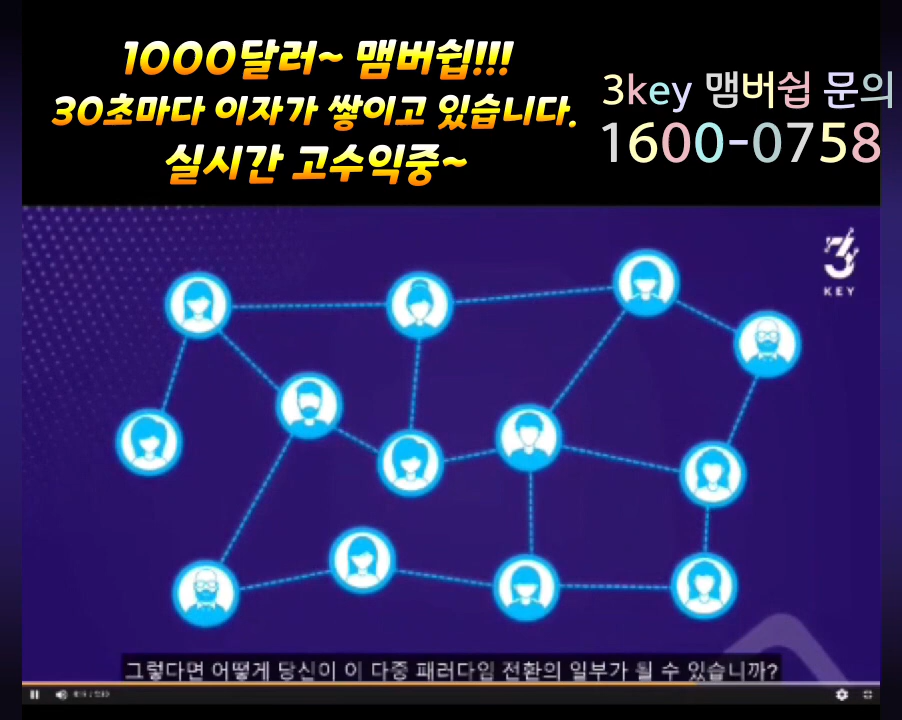 1000달러~ 맴버쉽!!!
30초마다 이자가 쌓이고 있습니다.
실시간 고수익중~
3key 맴버쉽 문의
1600-0758
3
KEY
그렇다면 어떻게 당신이 이 다중 패러다임 전환의 일부가 될 수 있습니까?